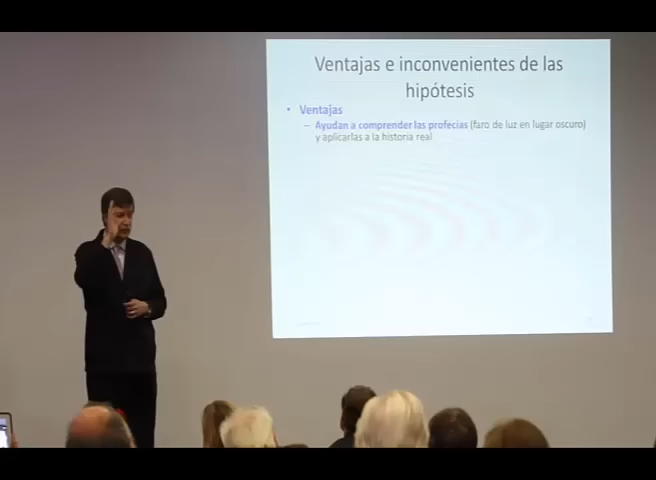 Ventajas e inconvenientes de las
hipótesis
• Ventajas
– Ayudan a comprender las profecías (faro de luz en lugar oscuro)
y aplicarlas a la historia real